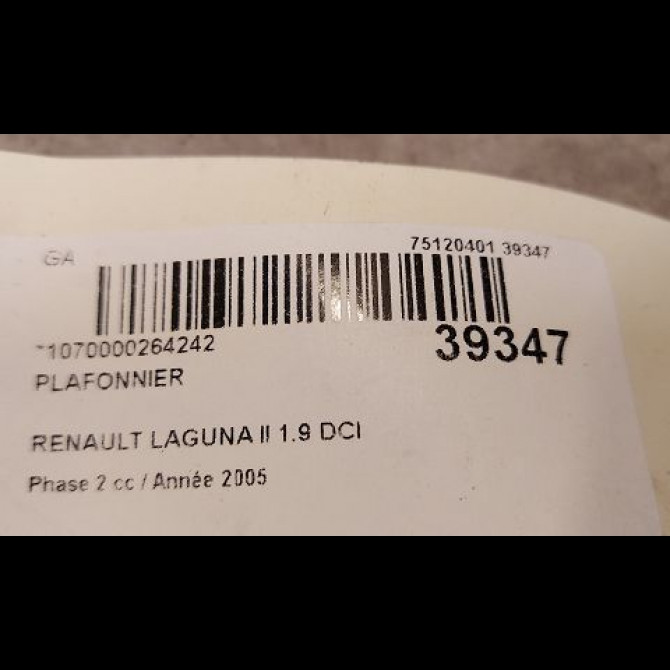 GA 75120401 39347
*1070000264242 39347
PLAFONNIER
RENAULT LAGUNA II 1.9 DCI
Phase 2 cc / Année 2005